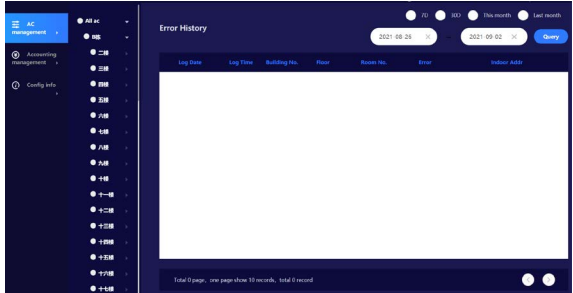 AC
management
Accounting
management
Config info
All ac
B栋
二楼
三楼
四楼
五楼
六楼
七楼
八楼
九楼
十楼
十一楼
十二楼
十三楼
十四楼
十五楼
十六楼
十七楼
Error History
7D 30D This month Last month
2021-08-26 × — 2021-09-02 × Query
Log Date Log Time Building No. Floor Room No. Error Indoor Addr
Total 0 page, one page show 10 records, total 0 record